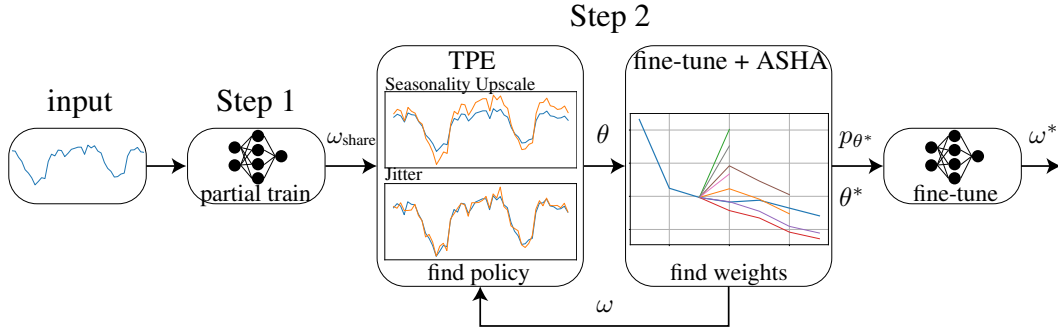 Step 2
input
Step 1
partial train
ω_share
TPE
Seasonality Upscale
Jitter
find policy
θ
fine-tune + ASHA
find weights
ω
p_θ*
θ*
fine-tune
ω*